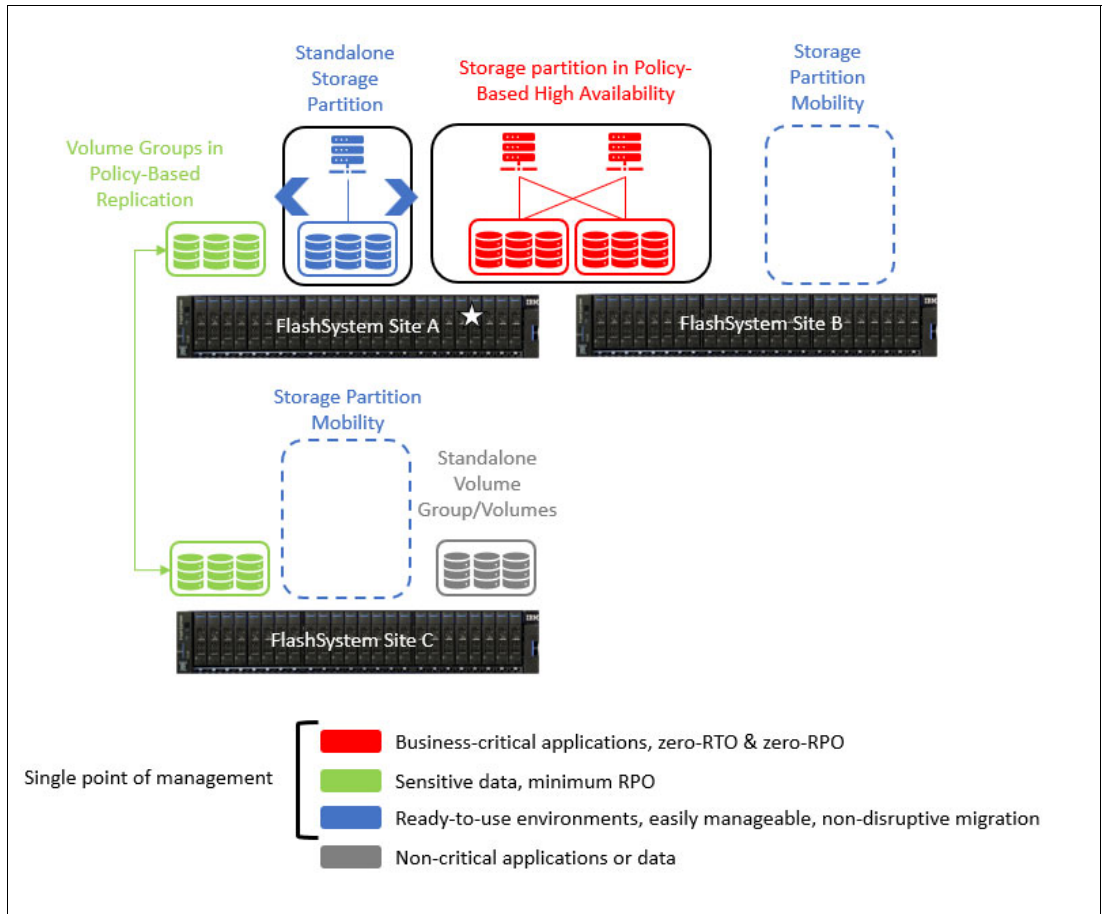 Standalone
Storage
Partition
Storage partition in Policy-
Based High Availability
Storage
Partition
Mobility
Volume Groups in
Policy-Based
Replication
IBM
FlashSystem Site A
IBM
FlashSystem Site B
Storage Partition
Mobility
Standalone
Volume
Group/Volumes
IBM
FlashSystem Site C
Single point of management
Business-critical applications, zero-RTO & zero-RPO
Sensitive data, minimum RPO
Ready-to-use environments, easily manageable, non-disruptive migration
Non-critical applications or data